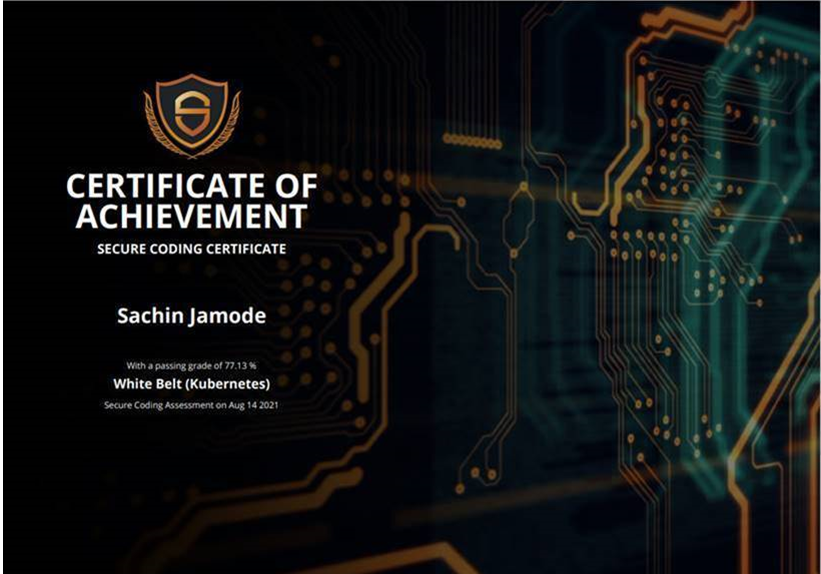 CERTIFICATE OF
ACHIEVEMENT
SECURE CODING CERTIFICATE
Sachin Jamode
With a passing grade of 77.13 %
White Belt (Kubernetes)
Secure Coding Assessment on Aug 14 2021